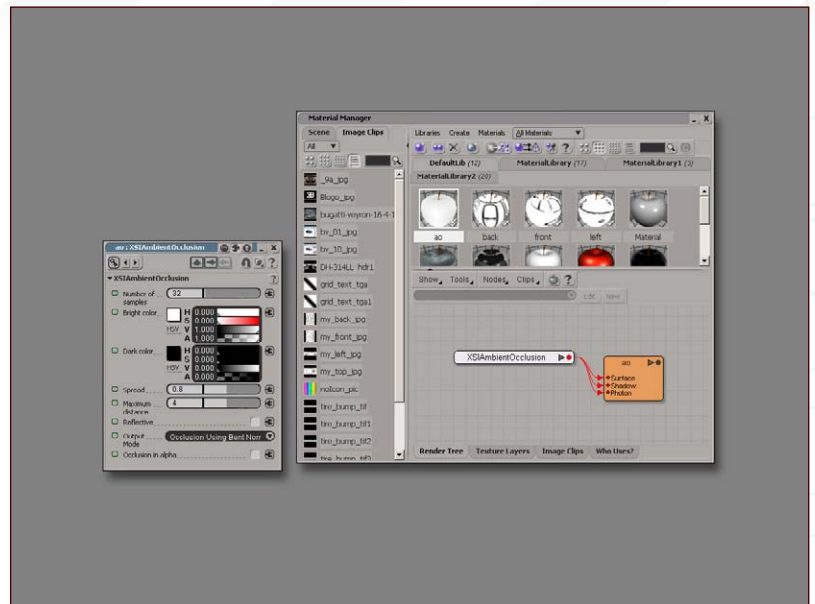 Material Manager
Scene Image Clips
All
_9a_jpg
Blogo_jpg
bugatti-veyron-16-4-1
bv_01_jpg
bv_10_jpg
DH-314LL_hdr1
grid_text_tga
grid_text_tga1
my_back_jpg
my_front_jpg
my_left_jpg
my_top_jpg
noIcon_pic
tire_bump_tif
tire_bump_tif1
tire_bump_tif2
Libraries Create Materials All Materials
DefaultLib (12) MaterialLibrary (17) MaterialLibrary1 (3)
MaterialLibrary2 (20)
ao back front left Material
Show Tools Nodes Clips ?
Edit New
XSIAmbientOcclusion
ao
Surface
Shadow
Photon
Render Tree Texture Layers Image Clips Who Uses?
ao : XSIAmbientOcclusion
XSIAmbientOcclusion
Number of samples 32
Bright color H 0.000
S 0.000
HSV V 1.000
A 1.000
Dark color H 0.000
S 0.000
HSV V 0.000
A 0.000
Spread 0.8
Maximum distance 4
Reflective
Output Mode Occlusion Using Bent Norr
Occlusion in alpha